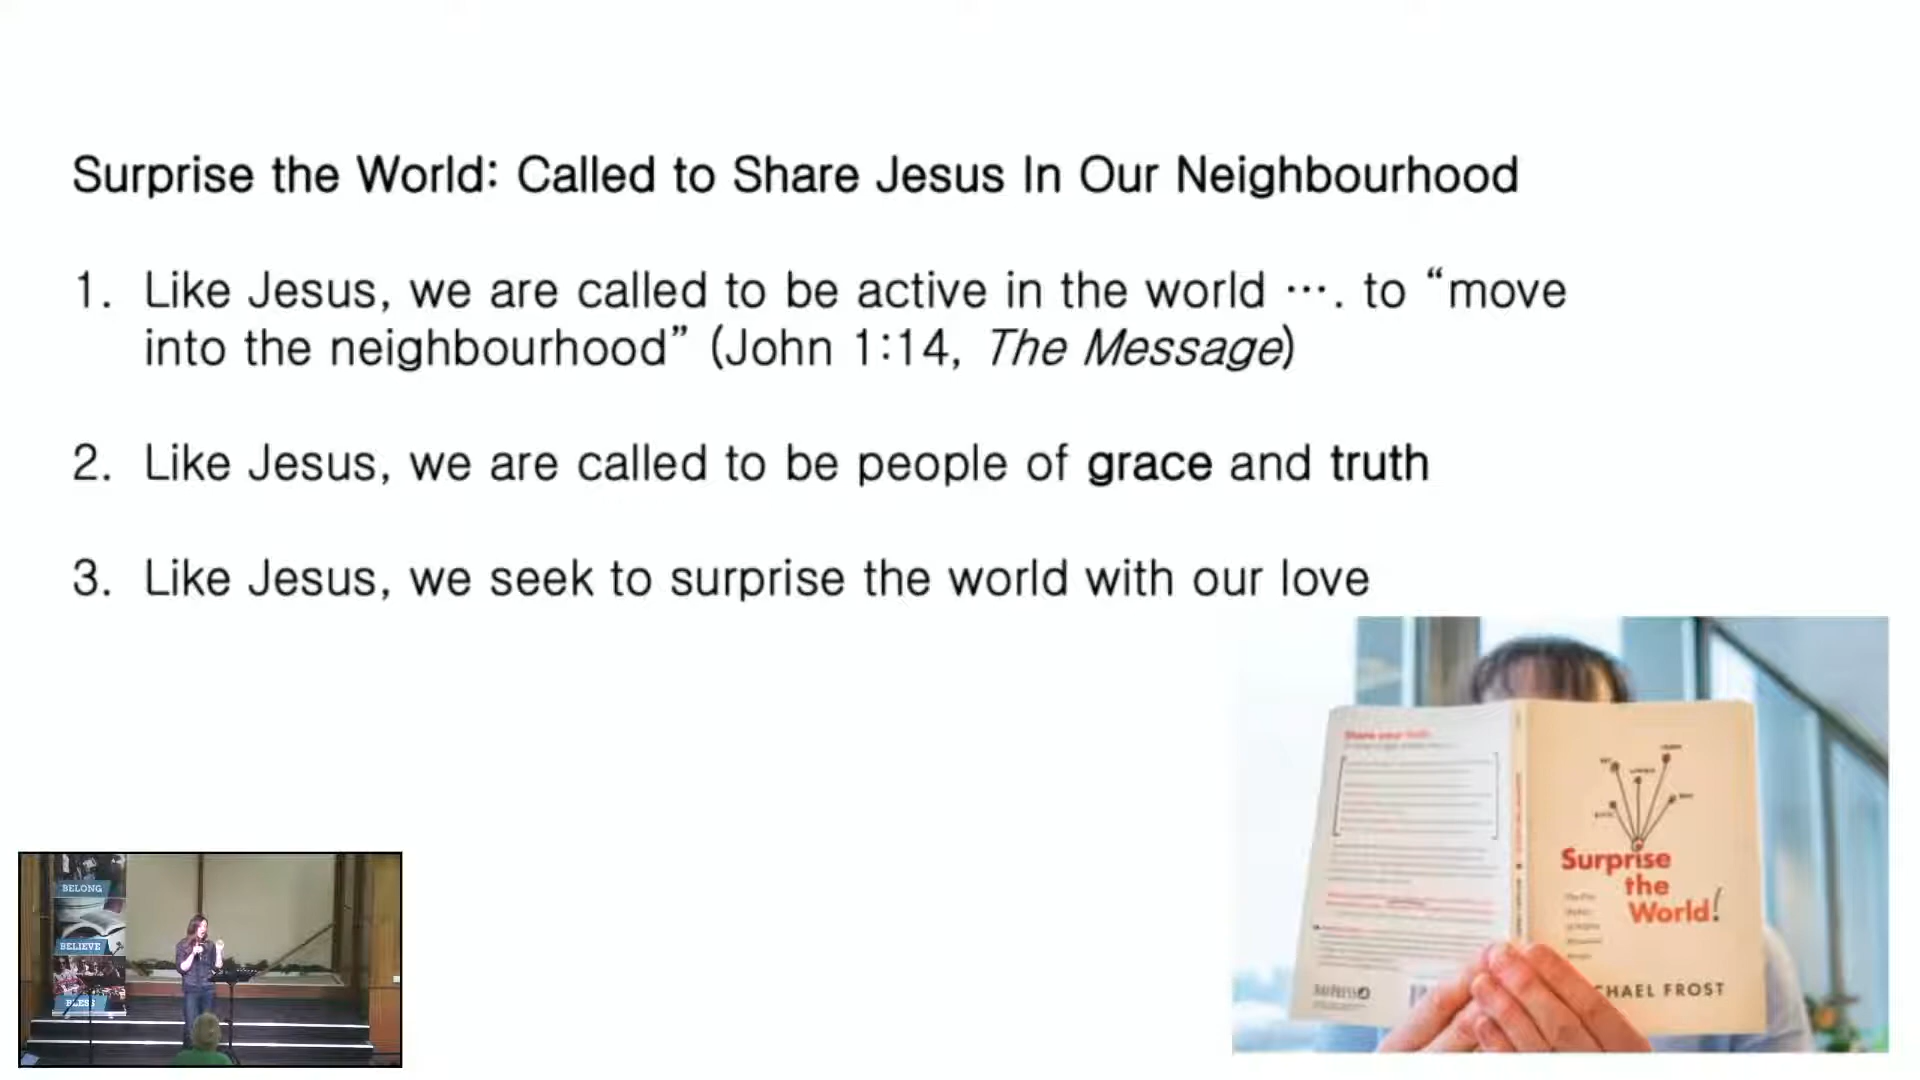 Surprise the World: Called to Share Jesus In Our Neighbourhood
1. Like Jesus, we are called to be active in the world …. to “move
into the neighbourhood” (John 1:14, The Message)
2. Like Jesus, we are called to be people of grace and truth
3. Like Jesus, we seek to surprise the world with our love
BELONG
BELIEVE
BLESS
Surprise
the
World!
CHAEL FROST